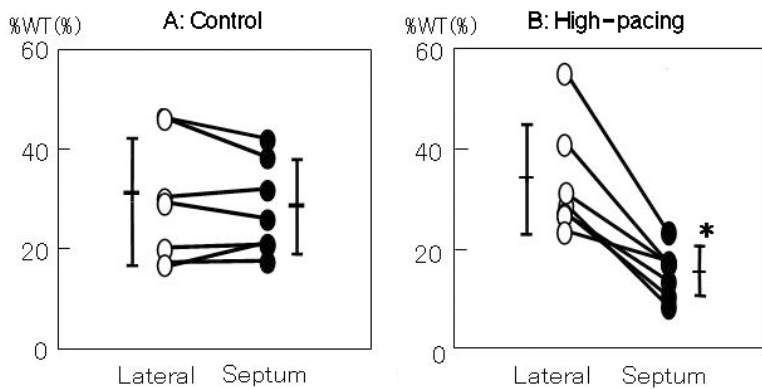 %WT(%)
A: Control
60
40
20
0
Lateral
Septum
%WT(%)
B: High-pacing
60
40
20
0
*
Lateral
Septum